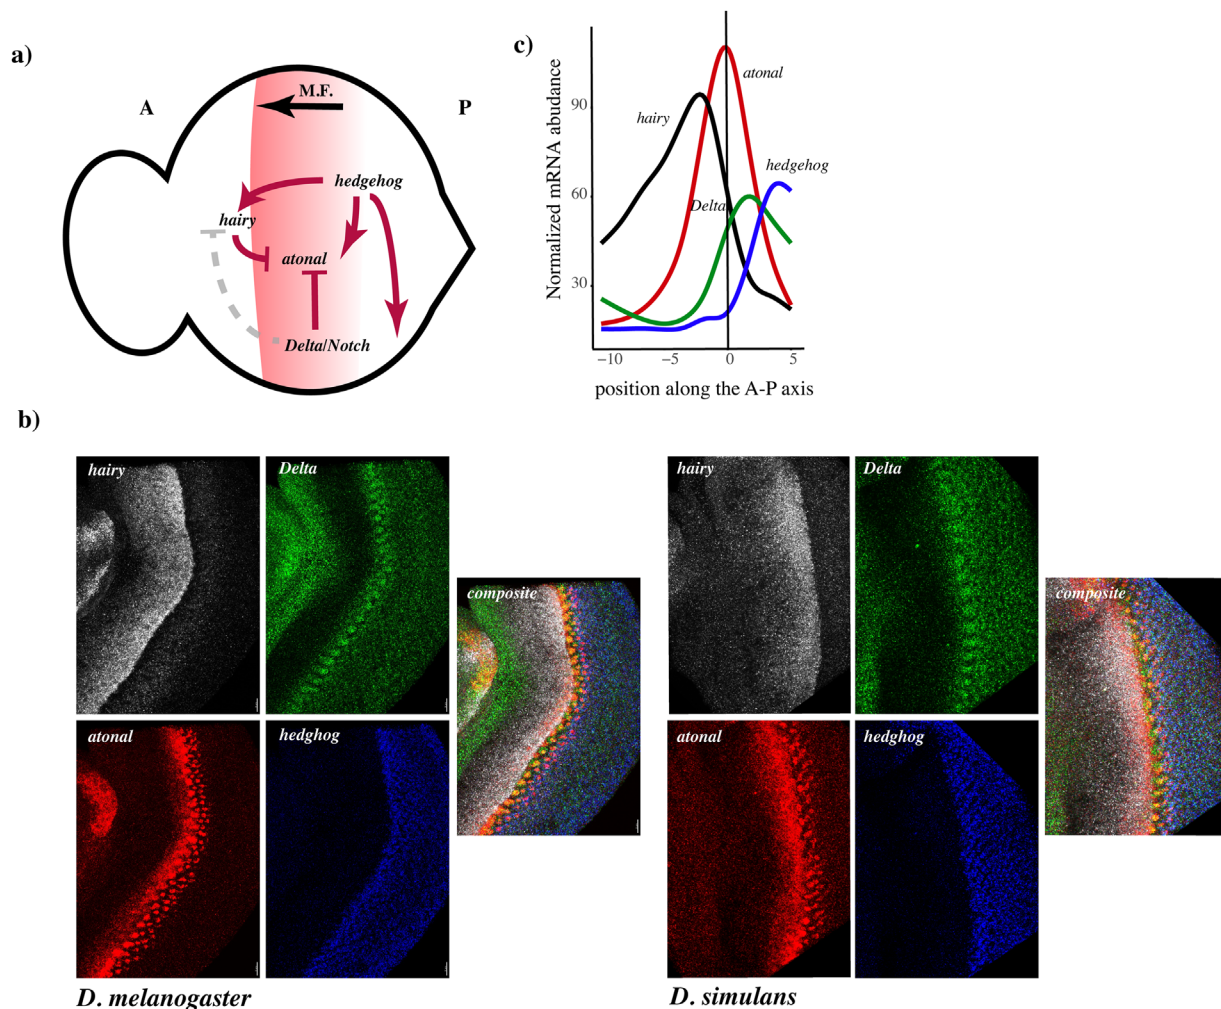 a)
A
M.F.
P
hedgehog
hairy
atonal
Delta/Notch
c)
Normalized mRNA abudance
90
60
30
hairy
atonal
Delta
hedgehog
−10
−5
0
5
position along the A-P axis
b)
hairy
Delta
composite
atonal
hedghog
D. melanogaster
hairy
Delta
composite
atonal
hedghog
D. simulans